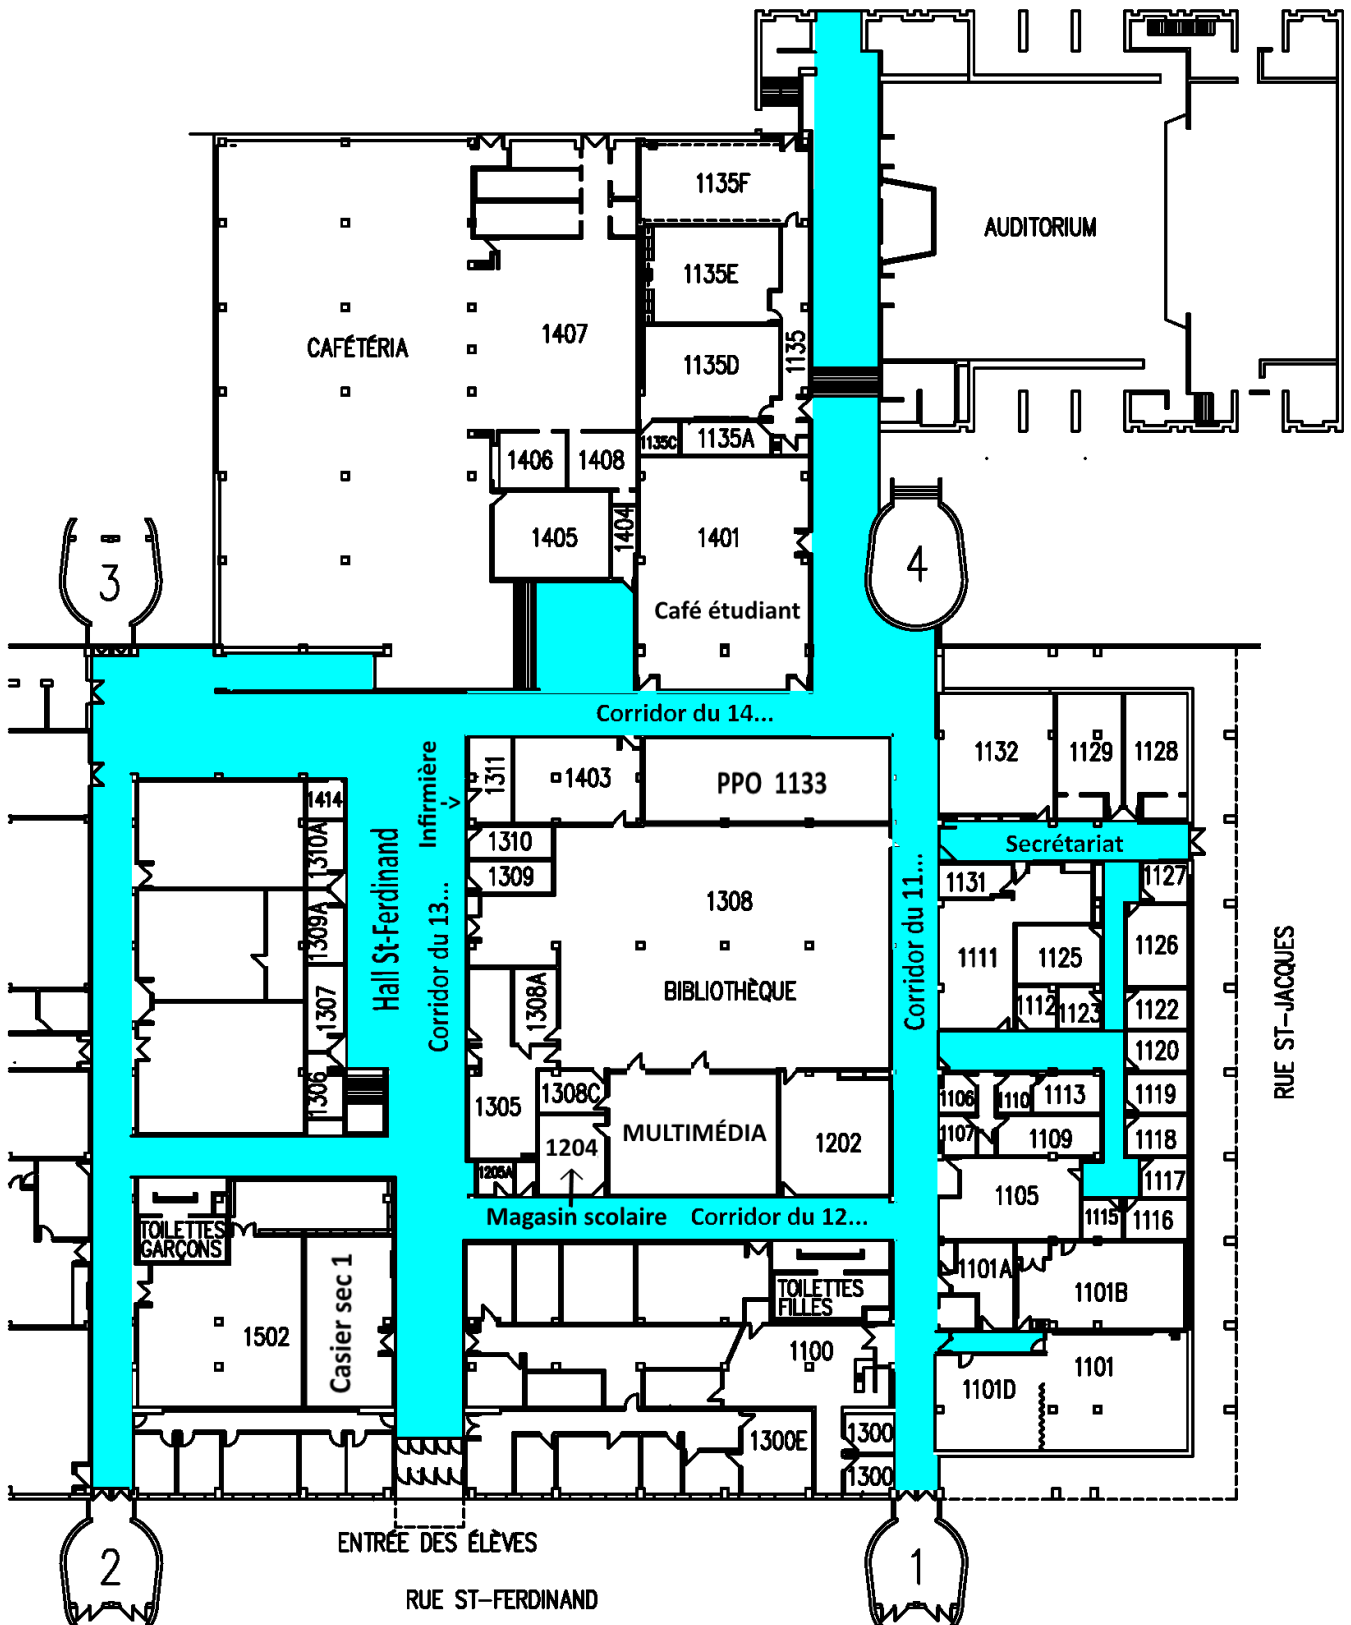 1135F
AUDITORIUM
1135E
1407
CAFÉTÉRIA
1135D
1135
1135C
1135A
1406
1408
1405
1404
1401
3
4
Café étudiant
Corridor du 14...
1132
1129
1128
Infirmière
->
1311
1403
PPO 1133
1414
1310A
Hall St-Ferdinand
Corridor du 13...
1310
1309
1309A
1307
1306
1308
1308A
BIBLIOTHÈQUE
Corridor du 11...
Secrétariat
1131
1127
1111
1125
1126
1112
1123
1122
1120
RUE ST-JACQUES
1305
1308C
1204
MULTIMÉDIA
1202
1106
1110
1113
1119
1107
1109
1118
1205A
1105
1117
1115
1116
Magasin scolaire
Corridor du 12...
TOILETTES
GARÇONS
1502
Casier sec 1
TOILETTES
FILLES
1101A
1101B
1100
1101D
1101
1300E
1300
1300
ENTRÉE DES ÉLÈVES
2
1
RUE ST-FERDINAND